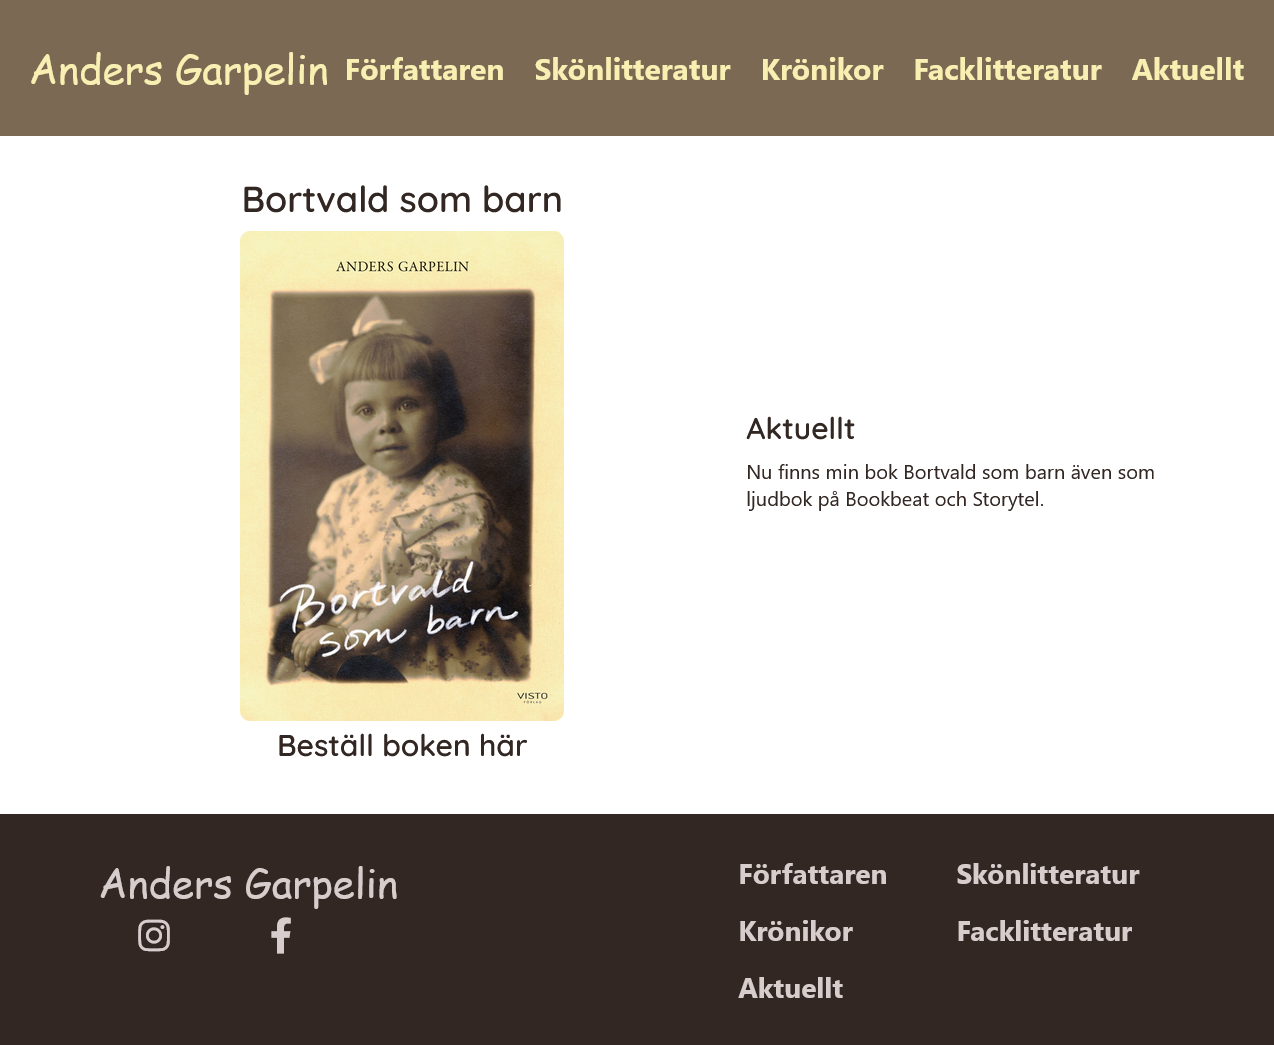 Anders Garpelin Författaren Skönlitteratur Krönikor Facklitteratur Aktuellt
Bortvald som barn
ANDERS GARPELIN
Bortvald
som barn
VISTO
FÖRLAG
Beställ boken här
Aktuellt
Nu finns min bok Bortvald som barn även som
ljudbok på Bookbeat och Storytel.
Anders Garpelin
Författaren Skönlitteratur
Krönikor Facklitteratur
Aktuellt